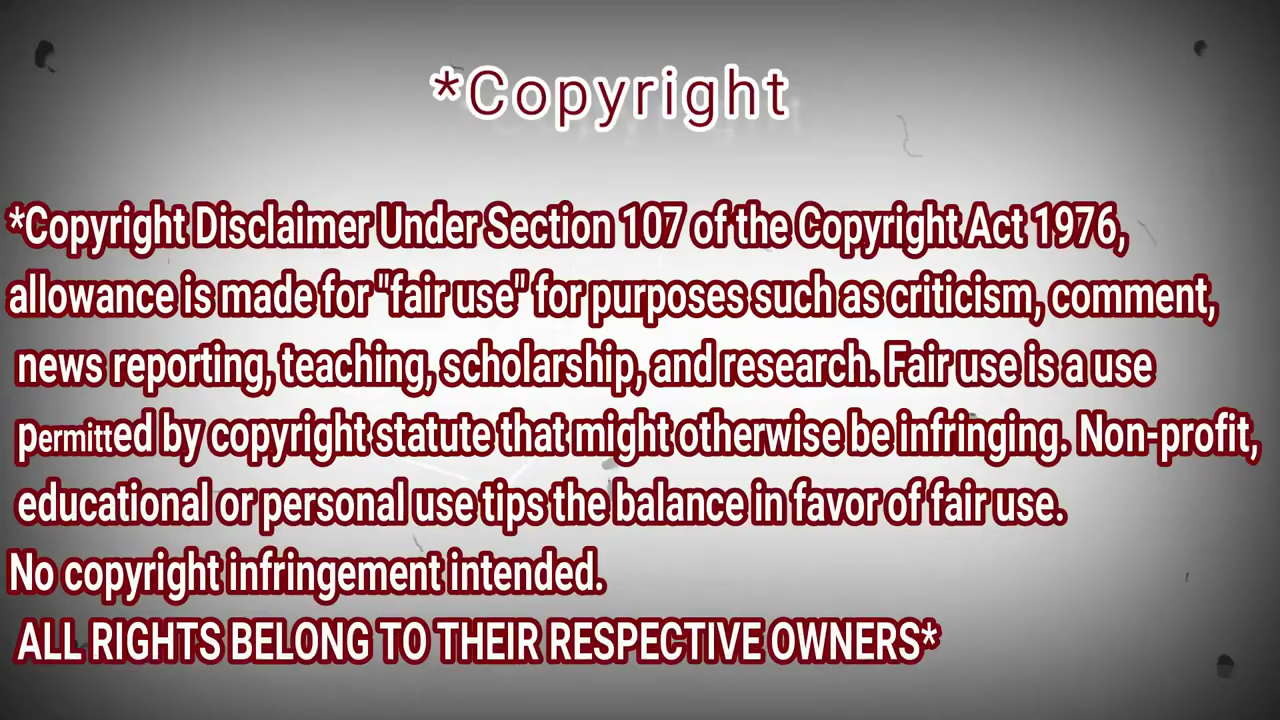 *Copyright
*Copyright Disclaimer Under Section 107 of the Copyright Act 1976,
allowance is made for "fair use" for purposes such as criticism, comment,
news reporting, teaching, scholarship, and research. Fair use is a use
permitted by copyright statute that might otherwise be infringing. Non-profit,
educational or personal use tips the balance in favor of fair use.
No copyright infringement intended.
ALL RIGHTS BELONG TO THEIR RESPECTIVE OWNERS*